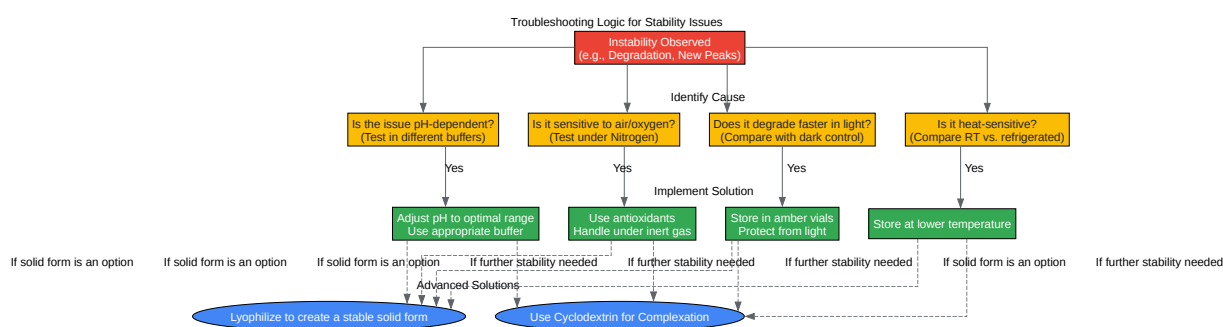 Troubleshooting Logic for Stability Issues
Instability Observed
(e.g., Degradation, New Peaks)
Identify Cause
Is the issue pH-dependent?
(Test in different buffers)
Is it sensitive to air/oxygen?
(Test under Nitrogen)
Does it degrade faster in light?
(Compare with dark control)
Is it heat-sensitive?
(Compare RT vs. refrigerated)
Yes
Yes
Yes
Yes
Implement Solution
Adjust pH to optimal range
Use appropriate buffer
Use antioxidants
Handle under inert gas
Store in amber vials
Protect from light
Store at lower temperature
If solid form is an option
If solid form is an option
If solid form is an option
If further stability needed
If further stability needed
If further stability needed
If solid form is an option
If further stability needed
Advanced Solutions
Lyophilize to create a stable solid form
Use Cyclodextrin for Complexation